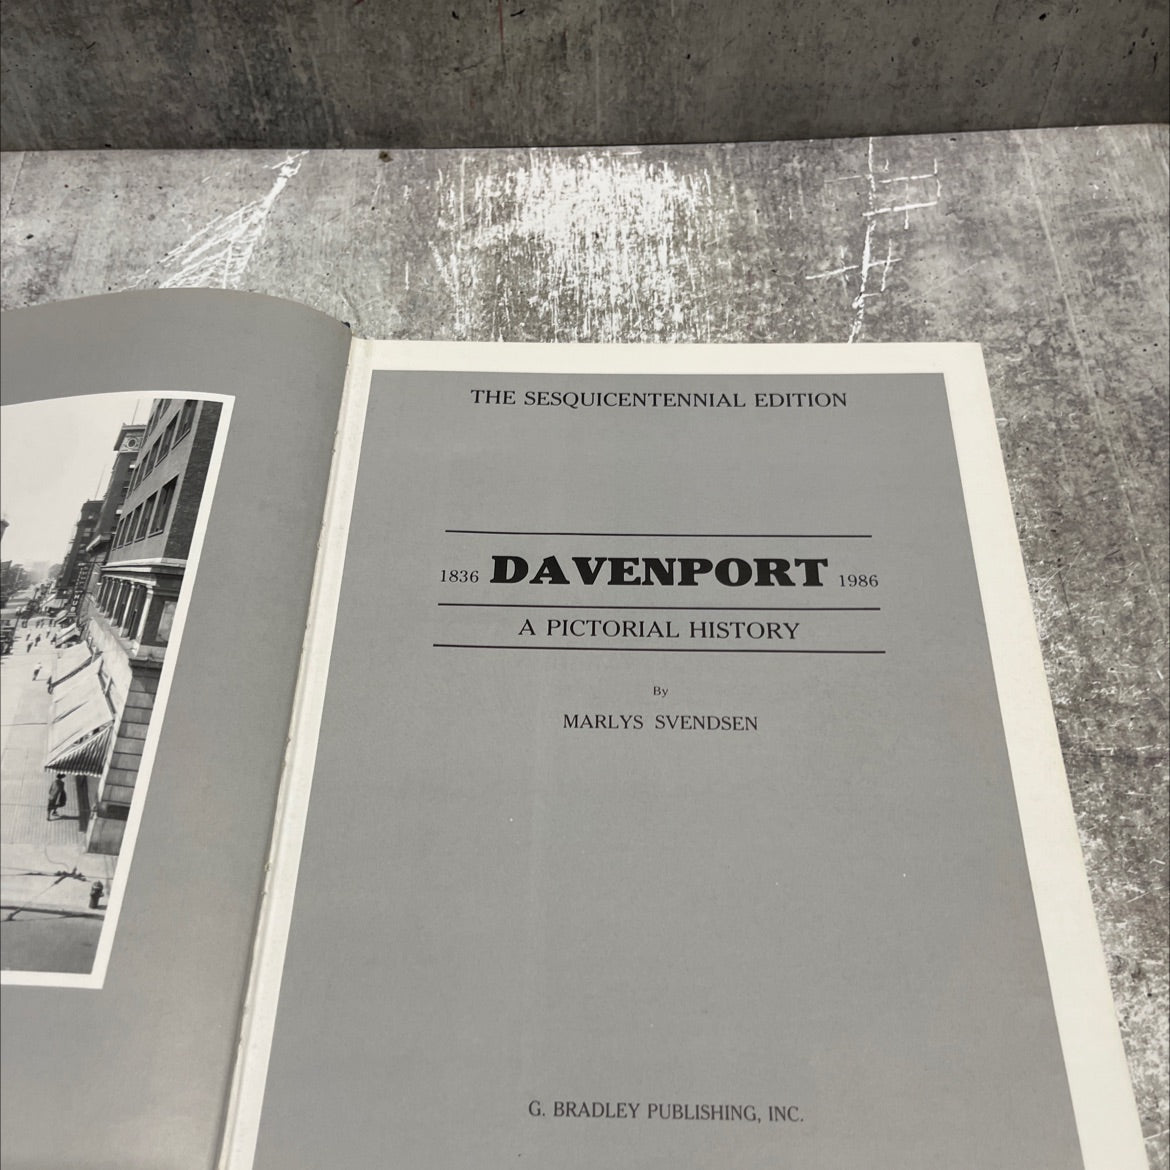 THE SESQUICENTENNIAL EDITION
1836 DAVENPORT 1986
A PICTORIAL HISTORY
By
MARLYS SVENDSEN
G. BRADLEY PUBLISHING, INC.